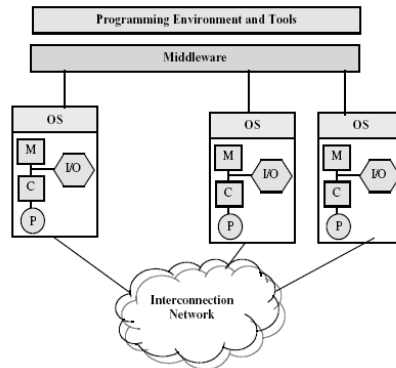 Programming Environment and Tools
Middleware
OS
M
I/O
C
P
OS
M
I/O
C
P
OS
M
I/O
C
P
Interconnection
Network